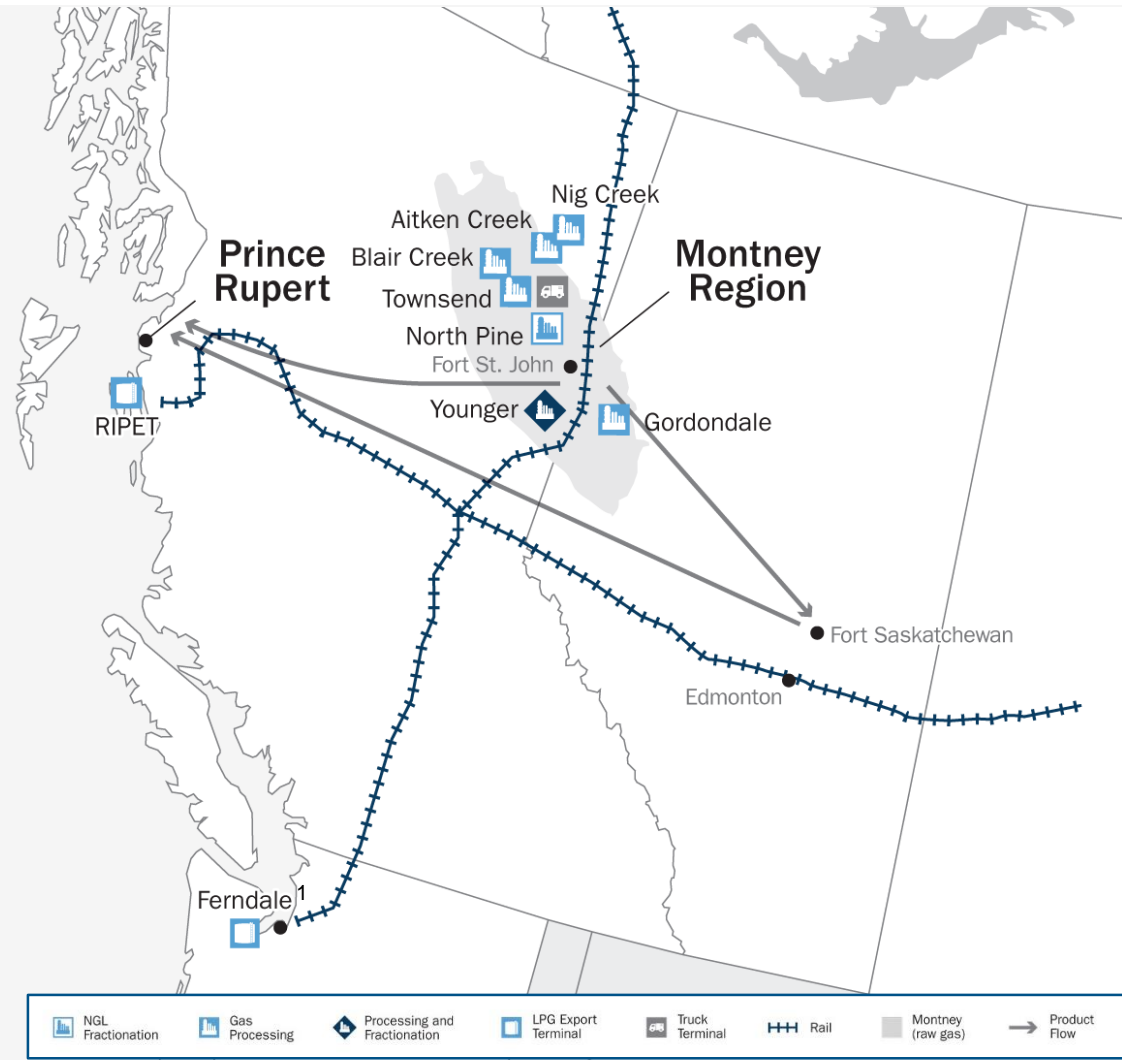 Nig Creek
Aitken Creek
Blair Creek
Prince
Rupert
Montney
Region
Townsend
North Pine
Fort St. John
Younger
Gordondale
RIPET
Fort Saskatchewan
Edmonton
Ferndale 1
NGL
Fractionation
Gas
Processing
Processing and
Fractionation
LPG Export
Terminal
Truck
Terminal
Rail
Montney
(raw gas)
Product
Flow